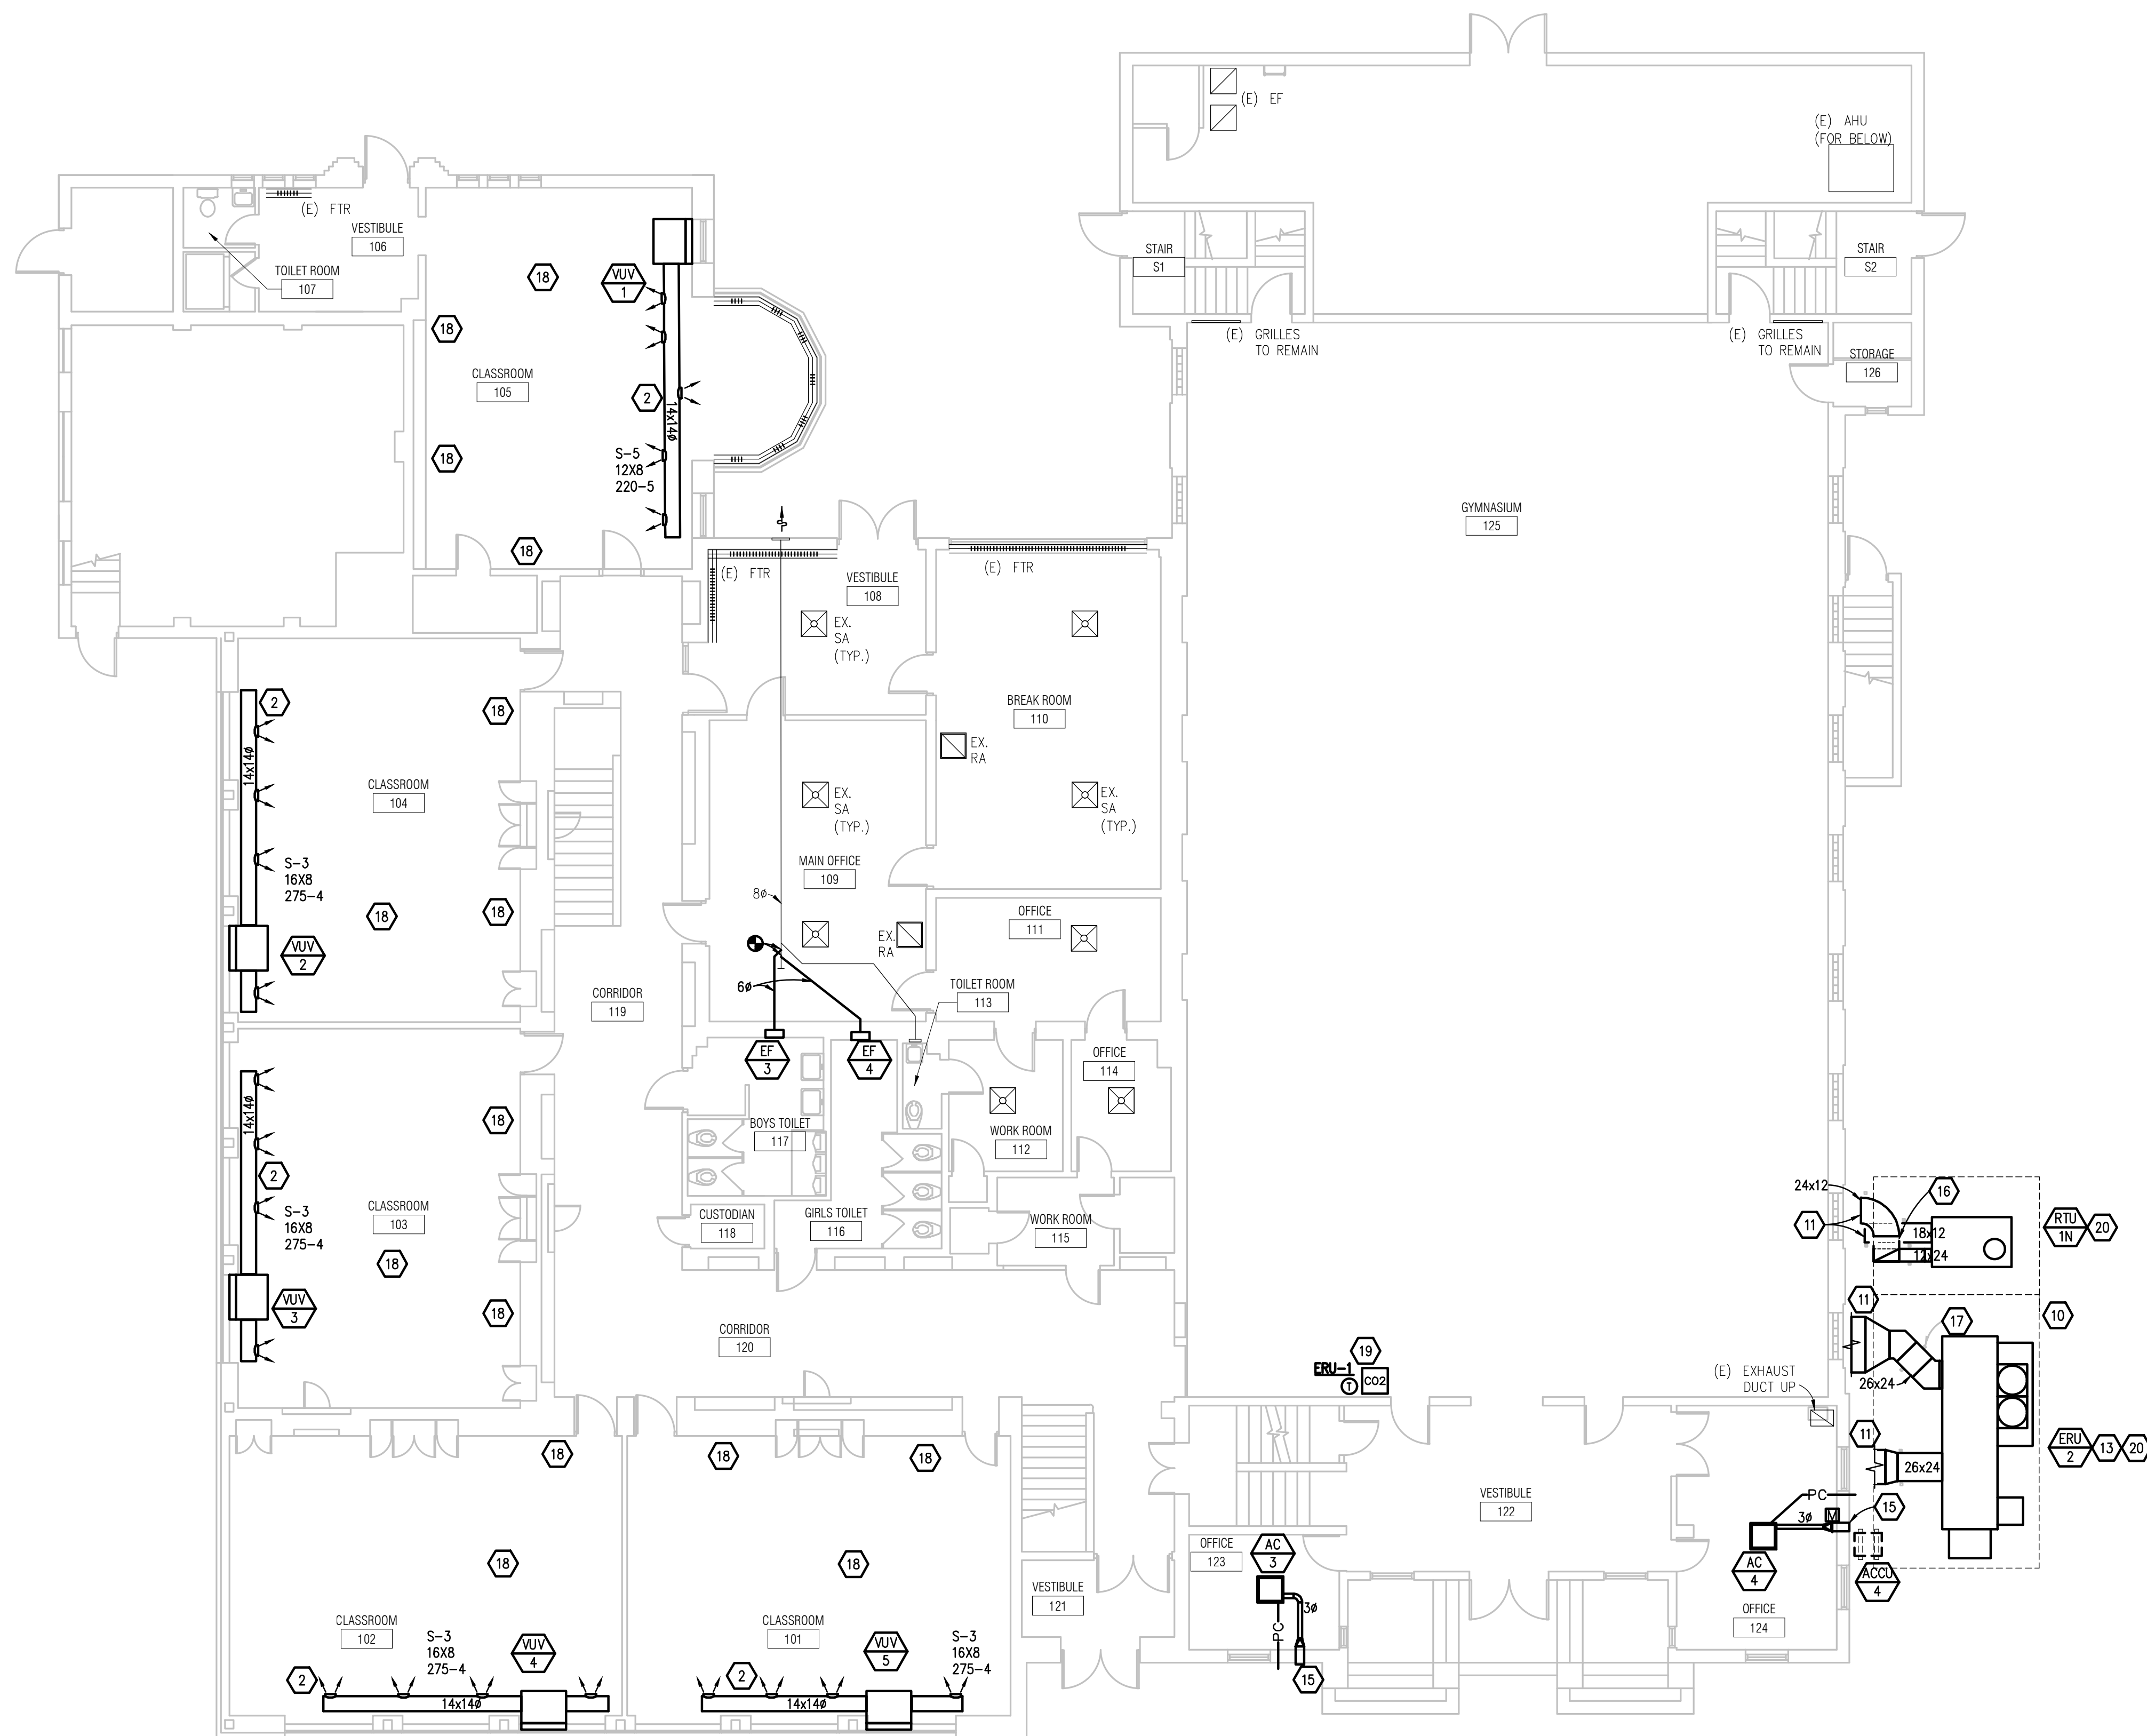 (E) EF
(E) AHU
(FOR BELOW)
(E) FTR
VESTIBULE
106
TOILET ROOM
107
18
VUV
1
STAIR
S1
STAIR
S2
18
(E) GRILLES
TO REMAIN
(E) GRILLES
TO REMAIN
STORAGE
126
CLASSROOM
105
2
14x14ø
18
S-5
12X8
220-5
GYMNASIUM
125
18
(E) FTR
VESTIBULE
108
(E) FTR
EX.
SA
(TYP.)
2
18
14x14ø
BREAK ROOM
110
EX.
RA
CLASSROOM
104
EX.
SA
(TYP.)
EX.
SA
(TYP.)
S-3
16X8
275-4
MAIN OFFICE
109
8ø
18
18
OFFICE
111
EX.
RA
VUV
2
6ø
TOILET ROOM
113
CORRIDOR
119
EF
3
EF
4
OFFICE
114
14x14ø
18
BOYS TOILET
117
WORK ROOM
112
2
24x12
16
S-3
16X8
275-4
CLASSROOM
103
CUSTODIAN
118
GIRLS TOILET
116
WORK ROOM
115
11
18x12
12x24
RTU
1N
20
18
VUV
3
18
11
17
10
CORRIDOR
120
ERU-1
T
19
CO2
(E) EXHAUST
DUCT UP
26x24
18
18
18
11
26x24
ERU
2
13
20
VESTIBULE
122
PC
M
3ø
15
18
18
OFFICE
123
AC
3
AC
4
ACCU
4
VESTIBULE
121
3ø
PC
OFFICE
124
CLASSROOM
102
S-3
16X8
275-4
VUV
4
CLASSROOM
101
VUV
5
S-3
16X8
275-4
2
14x14ø
2
14x14ø
15